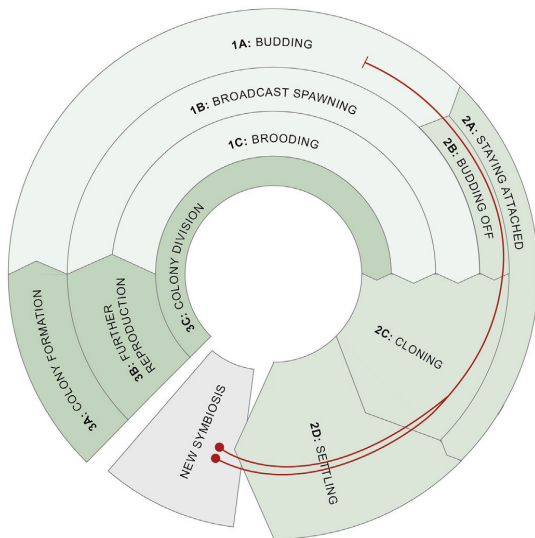 1A: BUDDING
1B: BROADCAST SPAWNING
1C: BROODING
2A: STAYING ATTACHED
2B: BUDDING OFF
2C: CLONING
2D: SETTLING
NEW SYMBIOSIS
3A: COLONY FORMATION
3B: FURTHER
REPRODUCTION
3C: COLONY DIVISION